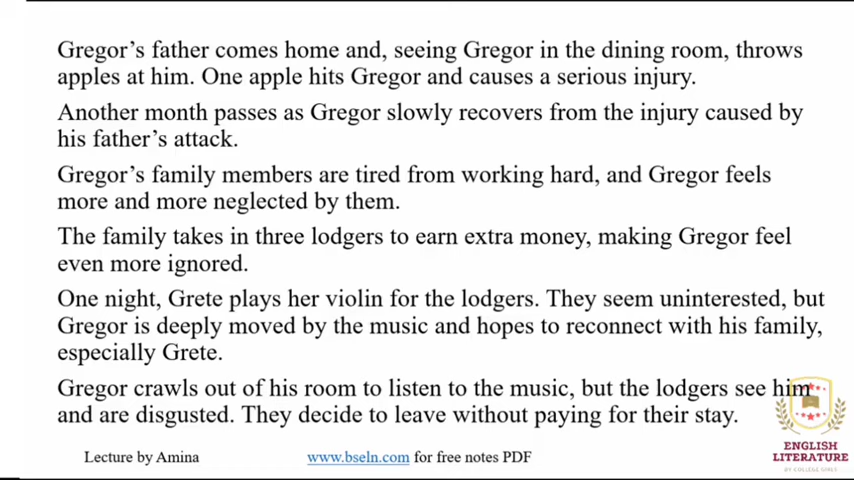 Gregor's father comes home and, seeing Gregor in the dining room, throws
apples at him. One apple hits Gregor and causes a serious injury.
Another month passes as Gregor slowly recovers from the injury caused by
his father's attack.
Gregor's family members are tired from working hard, and Gregor feels
more and more neglected by them.
The family takes in three lodgers to earn extra money, making Gregor feel
even more ignored.
One night, Grete plays her violin for the lodgers. They seem uninterested, but
Gregor is deeply moved by the music and hopes to reconnect with his family,
especially Grete.
Gregor crawls out of his room to listen to the music, but the lodgers see him
and are disgusted. They decide to leave without paying for their stay.
Lecture by Amina
www.bseln.com for free notes PDF
ENGLISH
LITERATURE